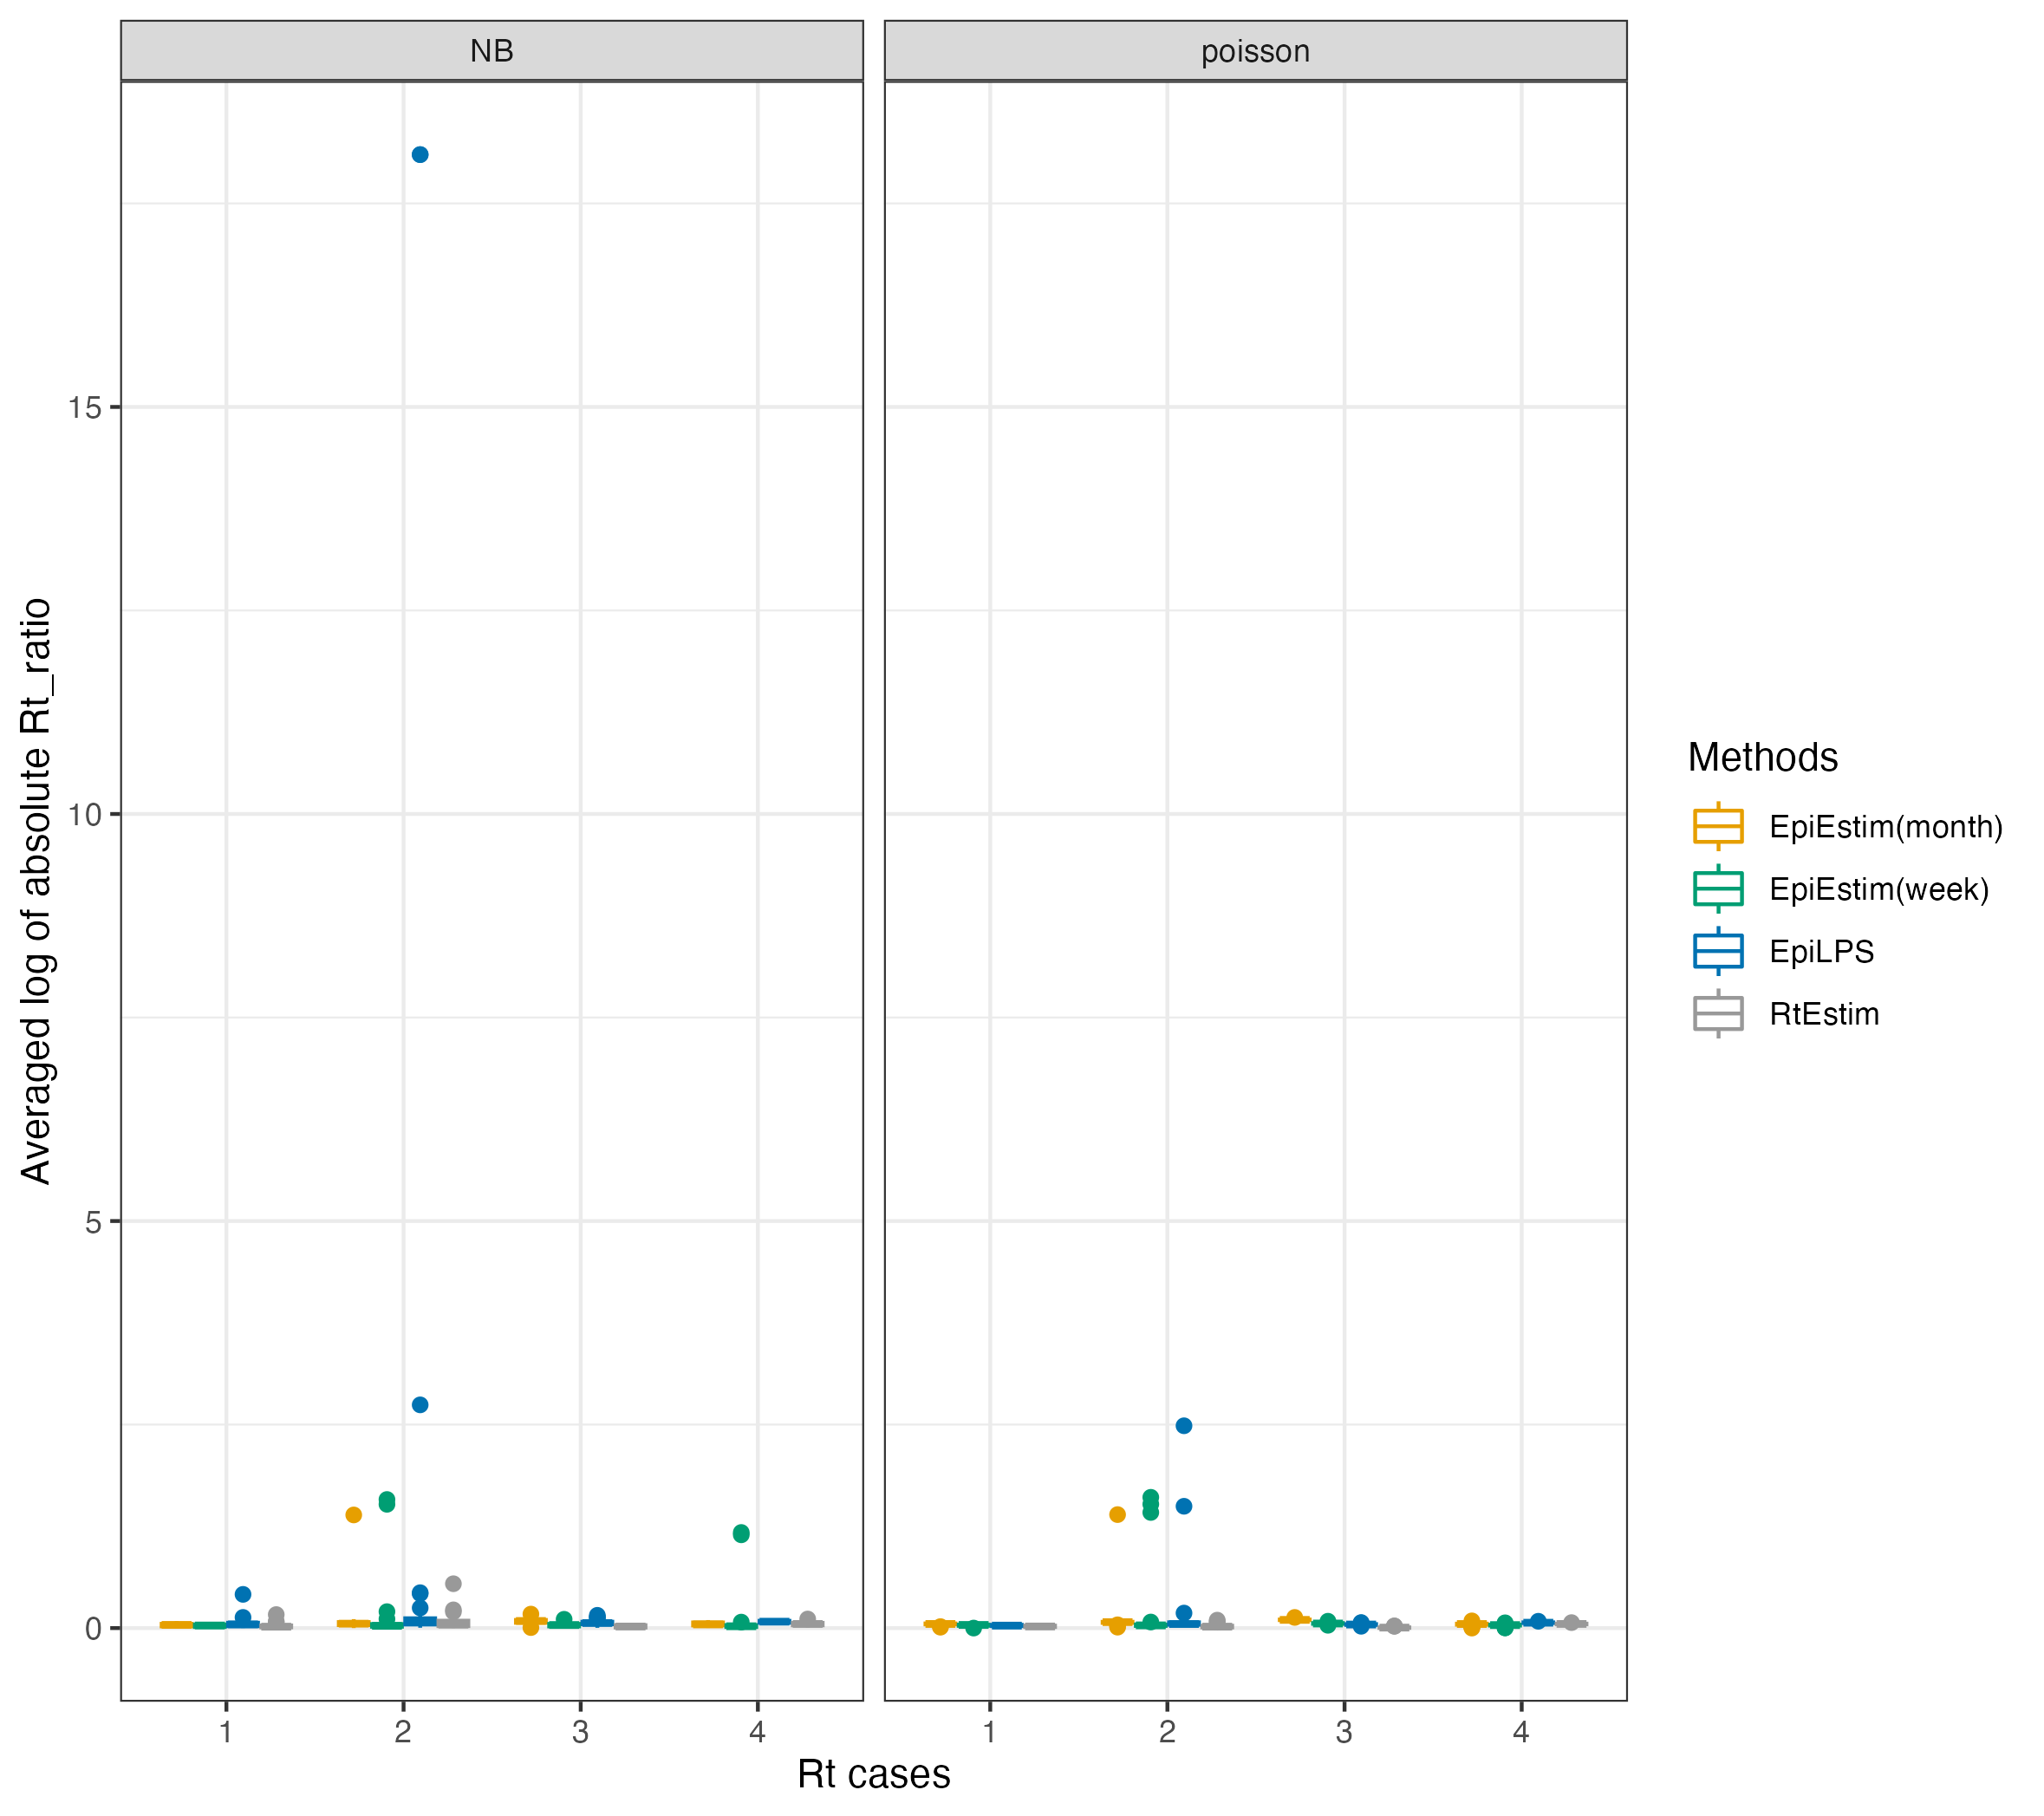 NB
poisson
Averaged log of absolute Rt_ratio
15
10
5
0
1 2 3 4
1 2 3 4
Rt cases
Methods
EpiEstim(month)
EpiEstim(week)
EpiLPS
RtEstim